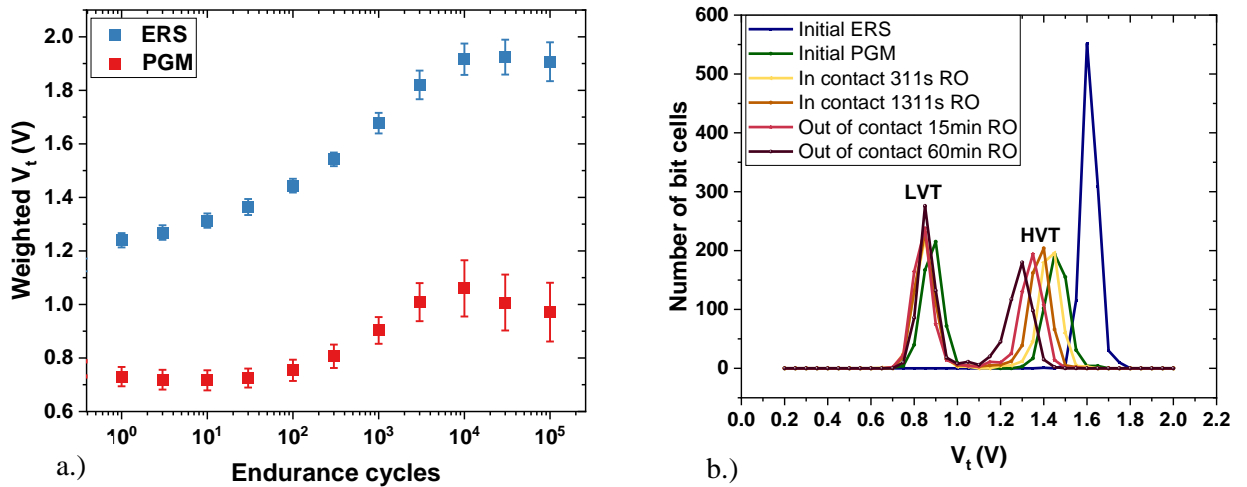 ERS
PGM
2.0
1.8
1.6
1.4
1.2
1.0
0.8
0.6
Weighted Vt (V)
10^0 10^1 10^2 10^3 10^4 10^5
Endurance cycles
a.)
Initial ERS
Initial PGM
In contact 311s RO
In contact 1311s RO
Out of contact 15min RO
Out of contact 60min RO
LVT
HVT
600
500
400
300
200
100
0
Number of bit cells
0.0 0.2 0.4 0.6 0.8 1.0 1.2 1.4 1.6 1.8 2.0 2.2
Vt (V)
b.)